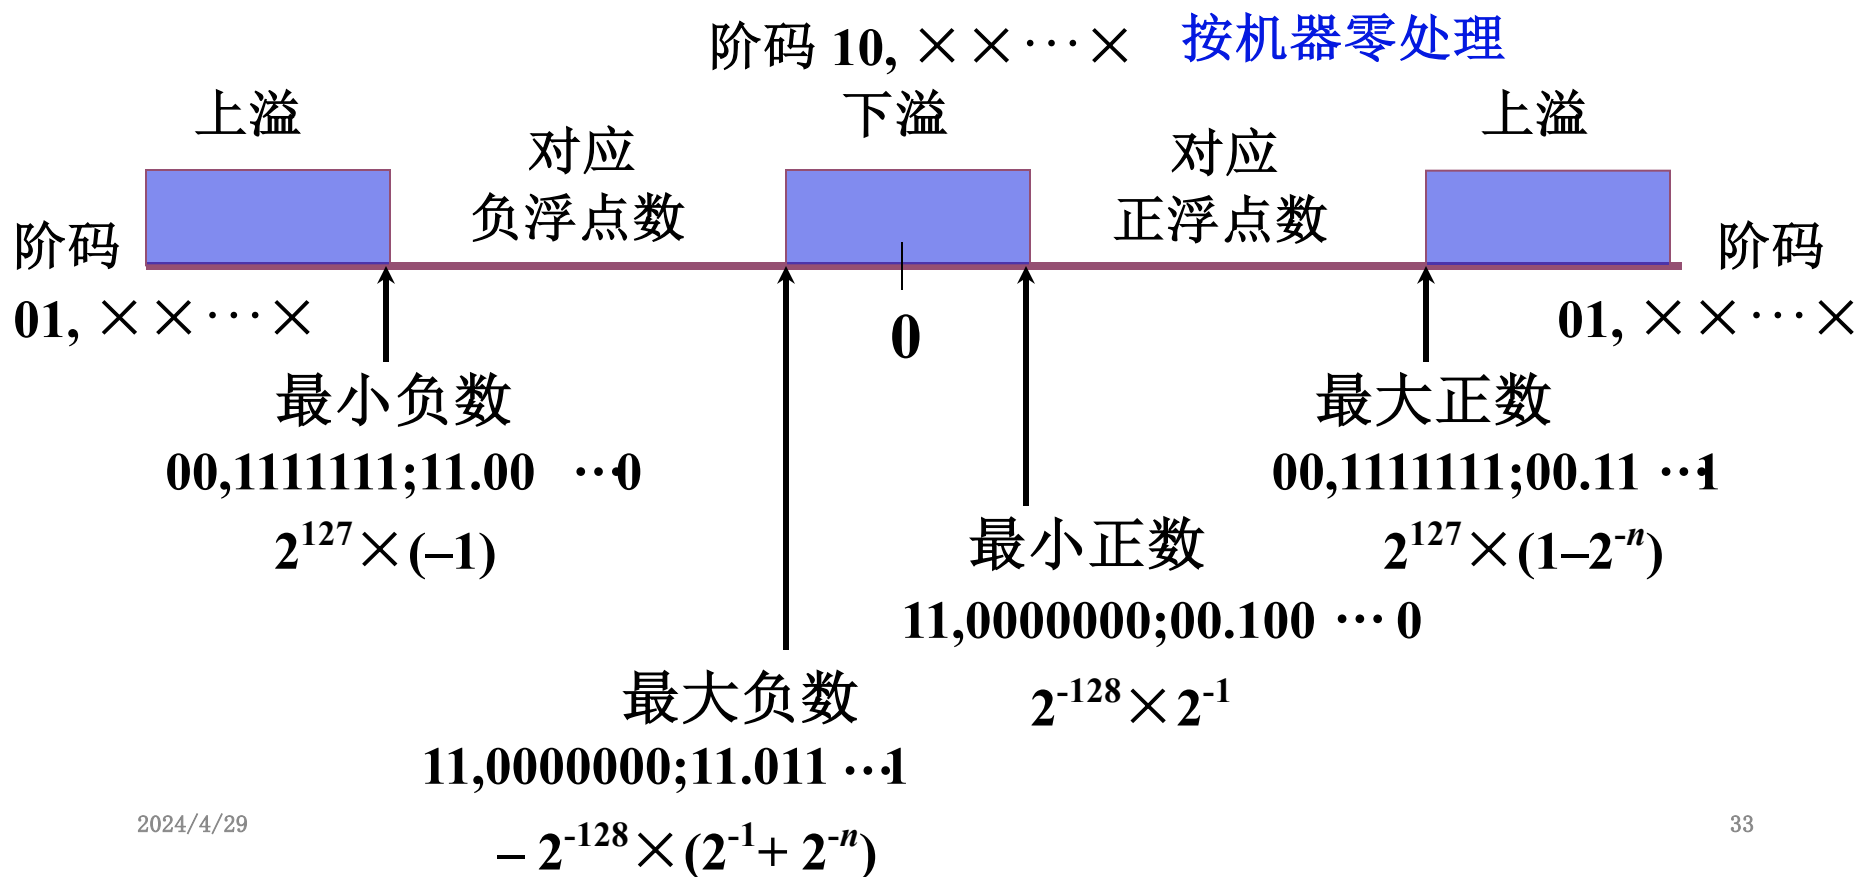 阶码 10, ××···× 按机器零处理
上溢 下溢 上溢
对应
负浮点数
对应
正浮点数
阶码
01, ××···×
0
阶码
01, ××···×
最小负数
00,1111111;11.00 ···0
2^127×(–1)
最大正数
00,1111111;00.11 ···1
2^127×(1–2^-n)
最小正数
11,0000000;00.100 ··· 0
2^-128×2^-1
最大负数
11,0000000;11.011 ···1
– 2^-128×(2^-1+ 2^-n)
2024/4/29
33